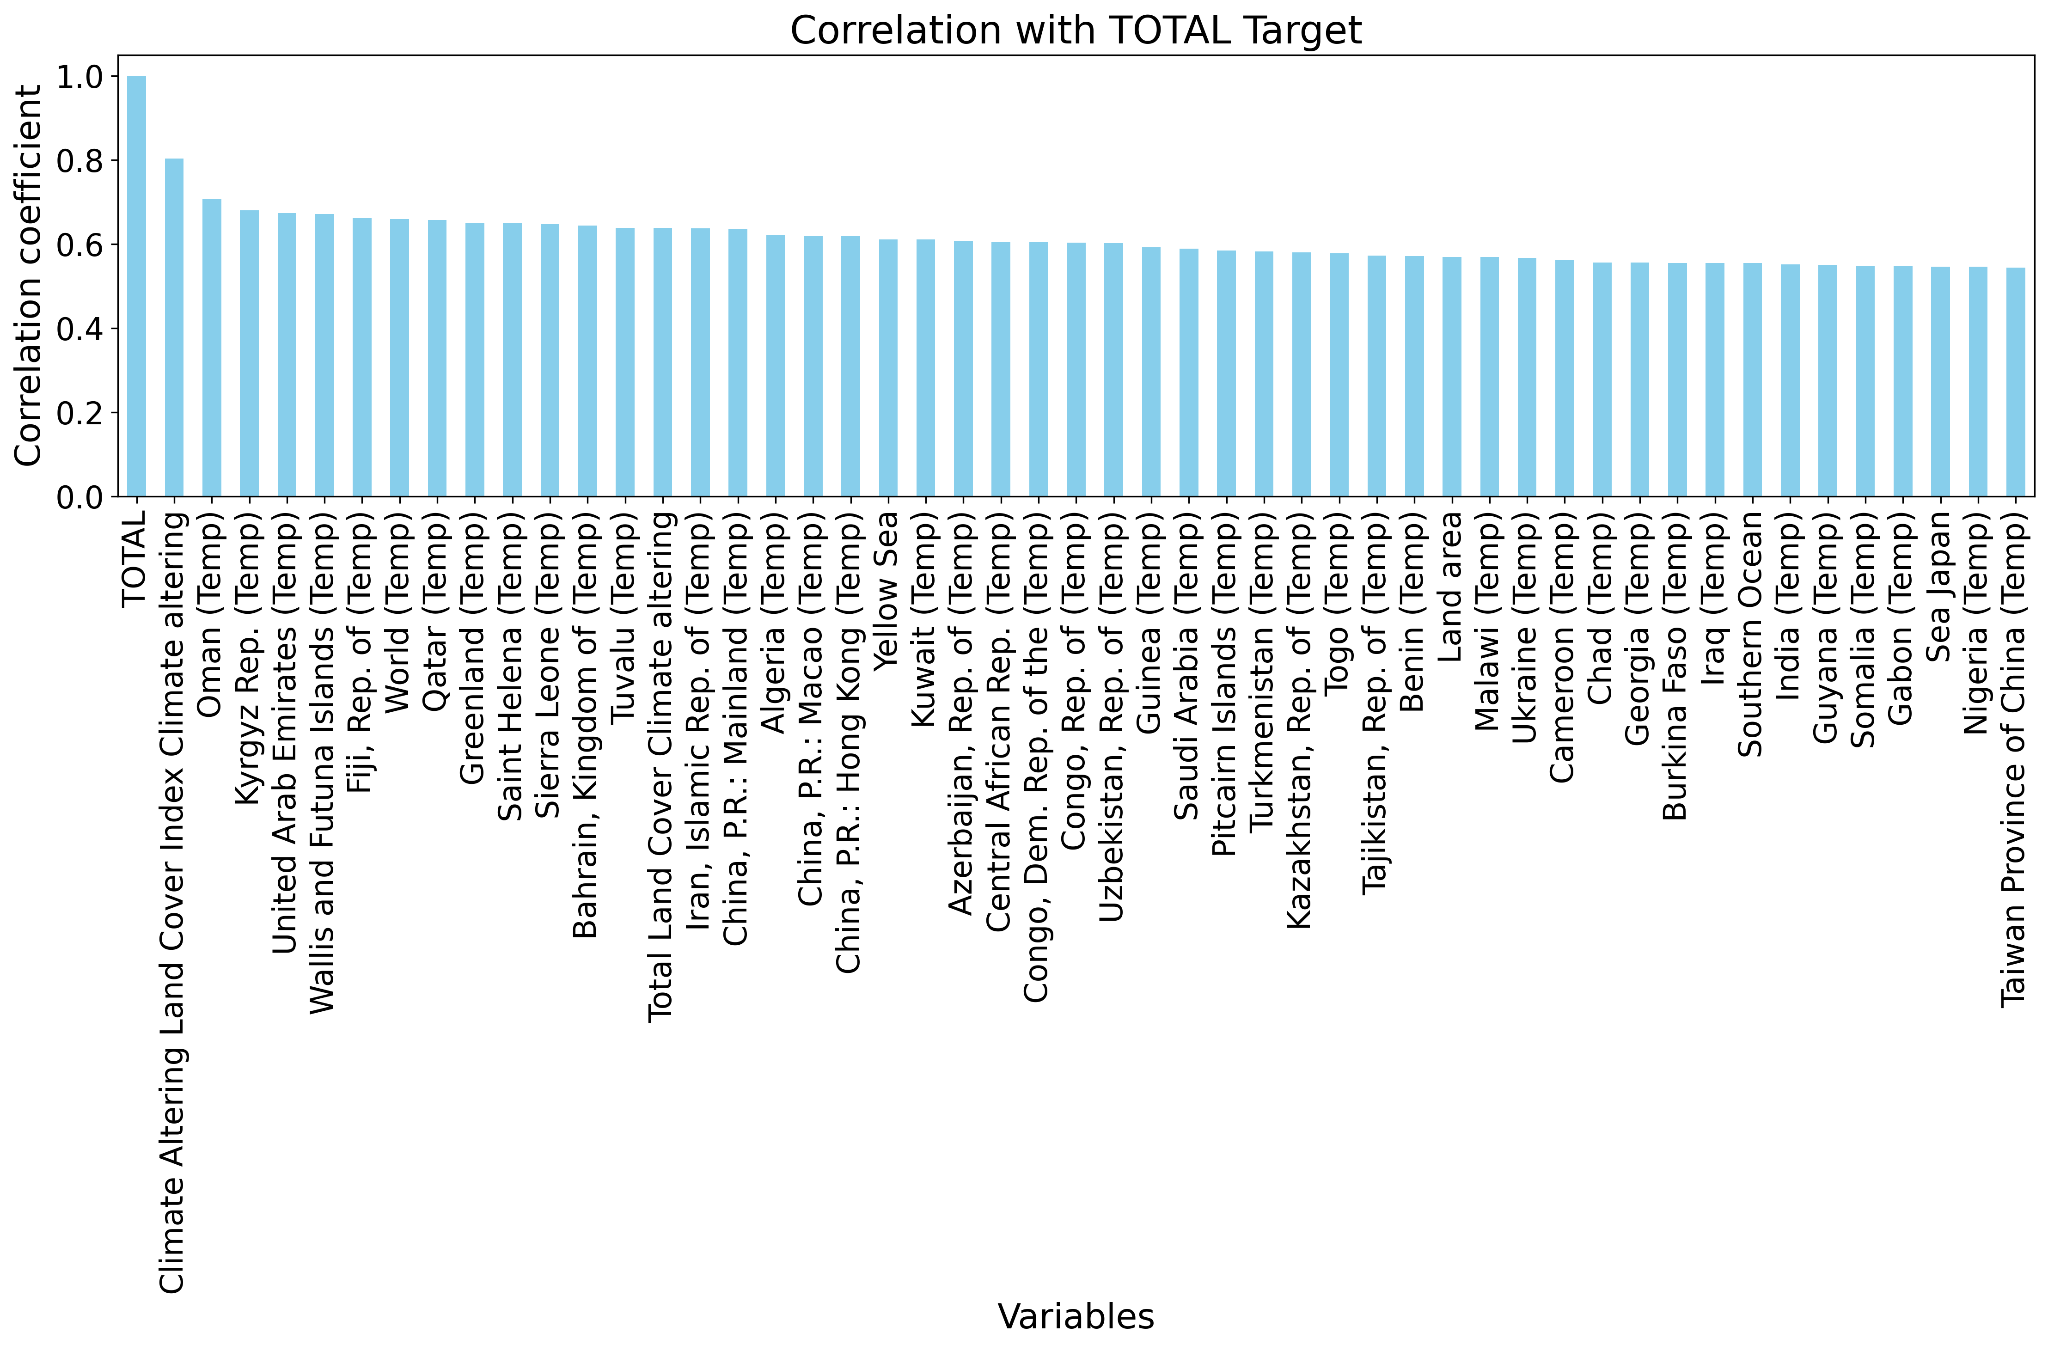 Correlation with TOTAL Target
Correlation coefficient
1.0
0.8
0.6
0.4
0.2
0.0
TOTAL
Climate Altering Land Cover Index Climate altering
Oman (Temp)
Kyrgyz Rep. (Temp)
United Arab Emirates (Temp)
Wallis and Futuna Islands (Temp)
Fiji, Rep. of (Temp)
World (Temp)
Qatar (Temp)
Greenland (Temp)
Saint Helena (Temp)
Sierra Leone (Temp)
Bahrain, Kingdom of (Temp)
Tuvalu (Temp)
Total Land Cover Climate altering
Iran, Islamic Rep. of (Temp)
China, P.R.: Mainland (Temp)
Algeria (Temp)
China, P.R.: Macao (Temp)
China, P.R.: Hong Kong (Temp)
Yellow Sea
Kuwait (Temp)
Azerbaijan, Rep. of (Temp)
Central African Rep. (Temp)
Congo, Dem. Rep. of the (Temp)
Congo, Rep. of (Temp)
Uzbekistan, Rep. of (Temp)
Guinea (Temp)
Saudi Arabia (Temp)
Pitcairn Islands (Temp)
Turkmenistan (Temp)
Kazakhstan, Rep. of (Temp)
Togo (Temp)
Tajikistan, Rep. of (Temp)
Benin (Temp)
Land area
Malawi (Temp)
Ukraine (Temp)
Cameroon (Temp)
Chad (Temp)
Georgia (Temp)
Burkina Faso (Temp)
Iraq (Temp)
Southern Ocean
India (Temp)
Guyana (Temp)
Somalia (Temp)
Gabon (Temp)
Sea Japan
Nigeria (Temp)
Taiwan Province of China (Temp)
Variables